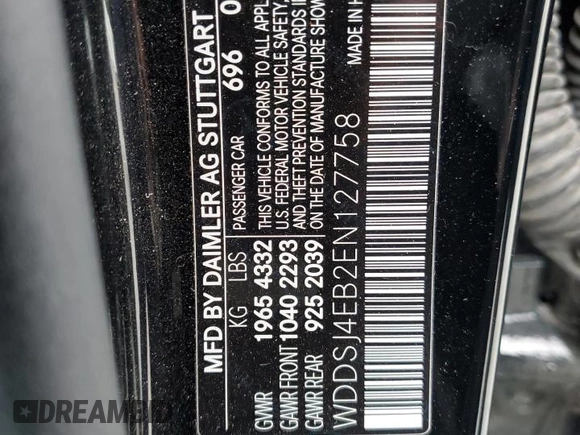 MFD BY DAIMLER AG STUTTGART
KG LBS PASSENGER CAR 696 0
GVWR 1965 4332 THIS VEHICLE CONFORMS TO ALL APPL
GAWR FRONT 1040 2293 U.S. FEDERAL MOTOR VEHICLE SAFETY,
AND THEFT PREVENTION STANDARDS
GAWR REAR 925 2039 ON THE DATE OF MANUFACTURE SHOW
WDDSJ4EB2EN127758
MADE IN
DREAMERID